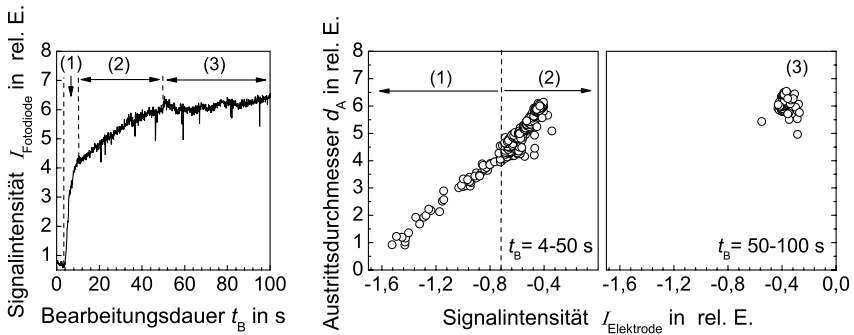 Signalintensität I_Fotodiode in rel. E.
8
7
6
5
4
3
2
1
(1)
(2)
(3)
0 20 40 60 80 100
Bearbeitungsdauer t_B in s
Austrittsdurchmesser d_A in rel. E.
8
7
6
5
4
3
2
1
0
(1)
(2)
t_B = 4-50 s
-1,6 -1,2 -0,8 -0,4
(3)
t_B = 50-100 s
-1,6 -1,2 -0,8 -0,4 0,0
Signalintensität I_Elektrode in rel. E.